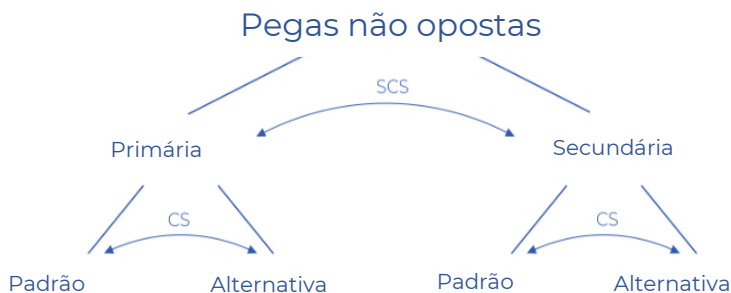 Pegas não opostas
SCS
Primária
Secundária
CS
CS
Padrão
Alternativa
Padrão
Alternativa